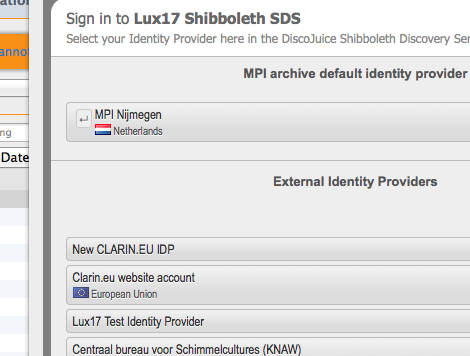 Sign in to Lux17 Shibboleth SDS
Select your Identity Provider here in the DiscoJuice Shibboleth Discovery Ser
MPI archive default identity provider
MPI Nijmegen
Netherlands
External Identity Providers
New CLARIN.EU IDP
Clarin.eu website account
European Union
Lux17 Test Identity Provider
Centraal bureau voor Schimmelcultures (KNAW)
ation
anno
ng
Date